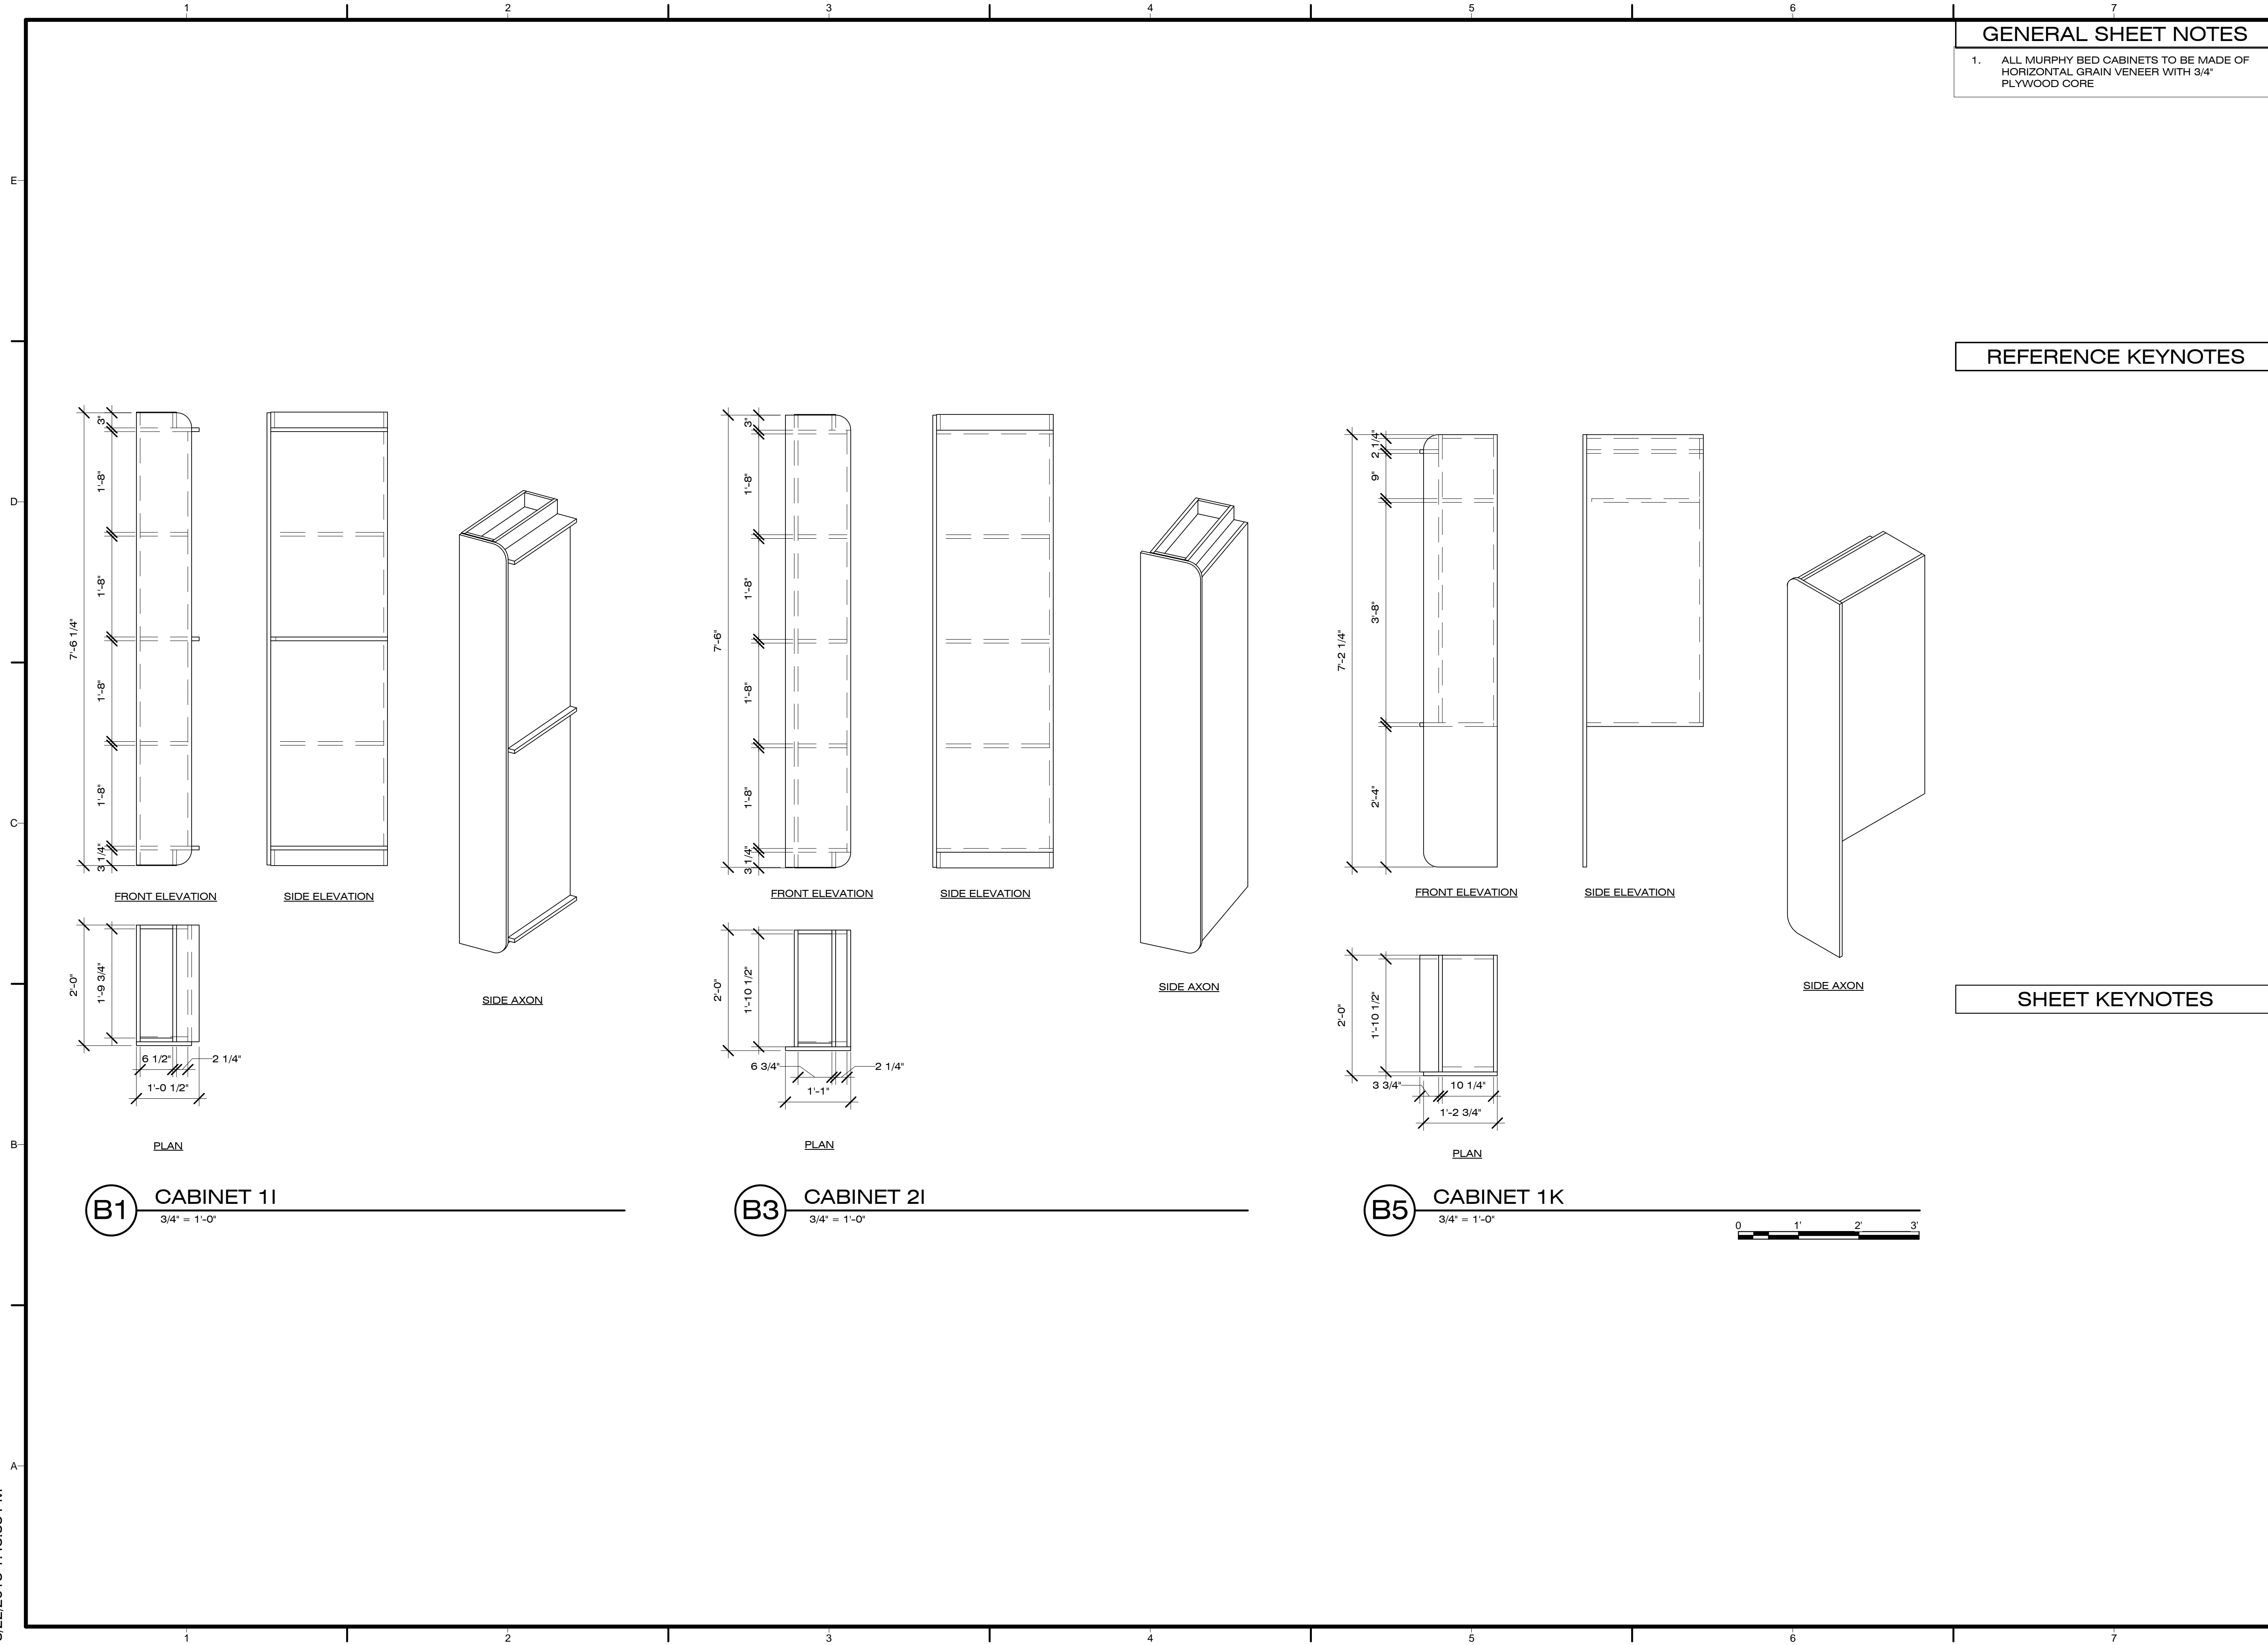 1 2 3 4 5 6 7
GENERAL SHEET NOTES
1. ALL MURPHY BED CABINETS TO BE MADE OF
HORIZONTAL GRAIN VENEER WITH 3/4"
PLYWOOD CORE
REFERENCE KEYNOTES
SHEET KEYNOTES
E
D
C
B
A
7'-6 1/4"
3"
1'-8"
1'-8"
1'-8"
1'-8"
3 1/4"
FRONT ELEVATION
SIDE ELEVATION
2'-0"
1'-9 3/4"
6 1/2"
2 1/4"
1'-0 1/2"
SIDE AXON
PLAN
B1
CABINET 1I
3/4" = 1'-0"
7'-6"
3"
1'-8"
1'-8"
1'-8"
1'-8"
3 1/4"
FRONT ELEVATION
SIDE ELEVATION
2'-0"
1'-10 1/2"
6 3/4"
2 1/4"
1'-1"
SIDE AXON
PLAN
B3
CABINET 2I
3/4" = 1'-0"
7'-2 1/4"
2 1/4"
9"
3'-8"
2'-4"
FRONT ELEVATION
SIDE ELEVATION
2'-0"
1'-10 1/2"
3 3/4"
10 1/4"
1'-2 3/4"
SIDE AXON
PLAN
B5
CABINET 1K
3/4" = 1'-0"
0 1' 2' 3'
1 2 3 4 5 6 7